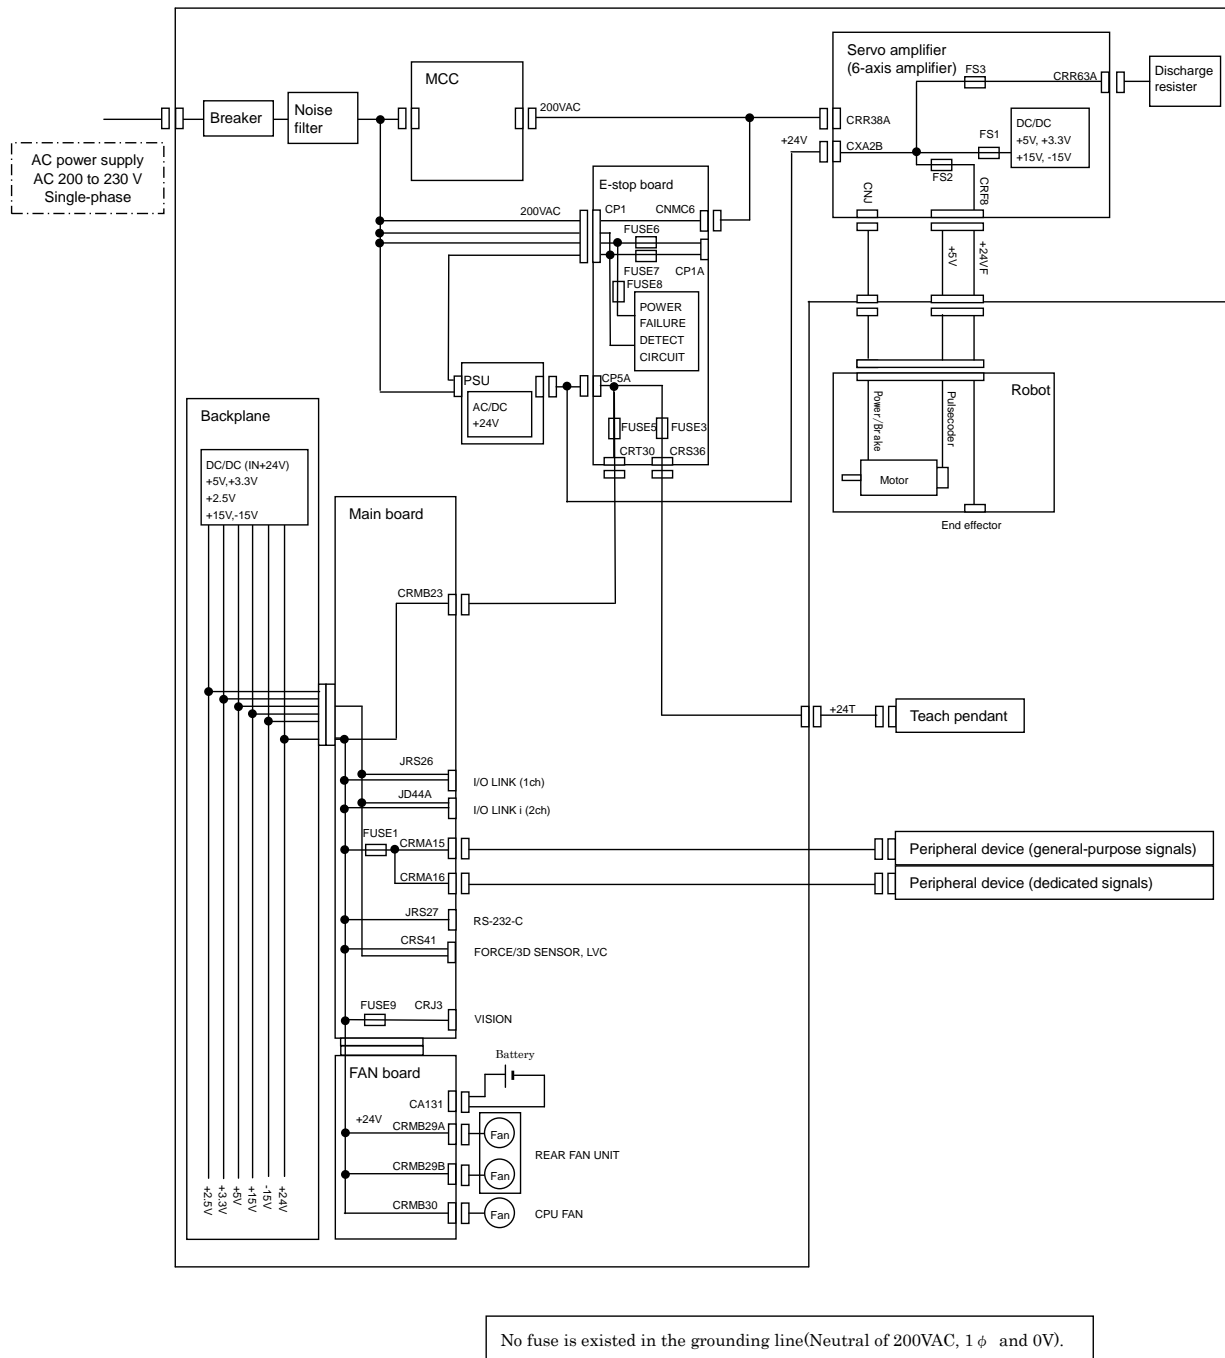 AC power supply
AC 200 to 230 V
Single-phase
Breaker
Noise
filter
MCC
200VAC
Servo amplifier
(6-axis amplifier)
FS3
CRR63A
Discharge
resister
CRR38A
+24V
CXA2B
FS1
DC/DC
+5V, +3.3V
+15V, -15V
FS2
CNJ
CRF8
+5V
+24VF
E-stop board
200VAC
CP1
CNMC6
FUSE6
FUSE7
CP1A
FUSE8
POWER
FAILURE
DETECT
CIRCUIT
PSU
AC/DC
+24V
CP5A
FUSE5
FUSE3
CRT30
CRS36
Robot
Power/Brake
Pulsecoder
Motor
End effector
Backplane
DC/DC (IN+24V)
+5V,+3.3V
+2.5V
+15V,-15V
Main board
CRMB23
+24T
Teach pendant
JRS26
I/O LINK (1ch)
JD44A
I/O LINK i (2ch)
FUSE1
CRMA15
Peripheral device (general-purpose signals)
CRMA16
Peripheral device (dedicated signals)
JRS27
RS-232-C
CRS41
FORCE/3D SENSOR, LVC
FUSE9
CRJ3
VISION
FAN board
Battery
CA131
+24V
CRMB29A
Fan
REAR FAN UNIT
CRMB29B
Fan
CRMB30
Fan
CPU FAN
+2.5V
+3.3V
+5V
+15V
-15V
+24V
No fuse is existed in the grounding line(Neutral of 200VAC, 1ϕ and 0V).